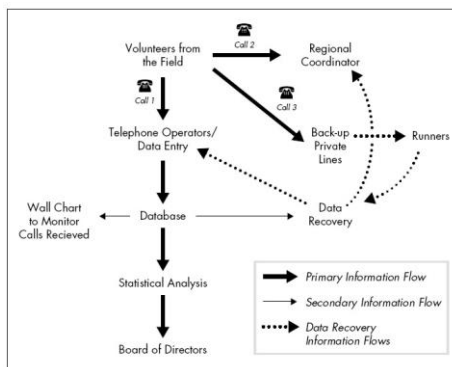 Call 2
Volunteers from
the Field
Regional
Coordinator
Call 1
Call 3
Telephone Operators/
Data Entry
Back-up
Private
Lines
Runners
Wall Chart
to Monitor
Calls Recieved
Database
Data
Recovery
Statistical Analysis
Board of Directors
Primary Information Flow
Secondary Information Flow
Data Recovery
Information Flows